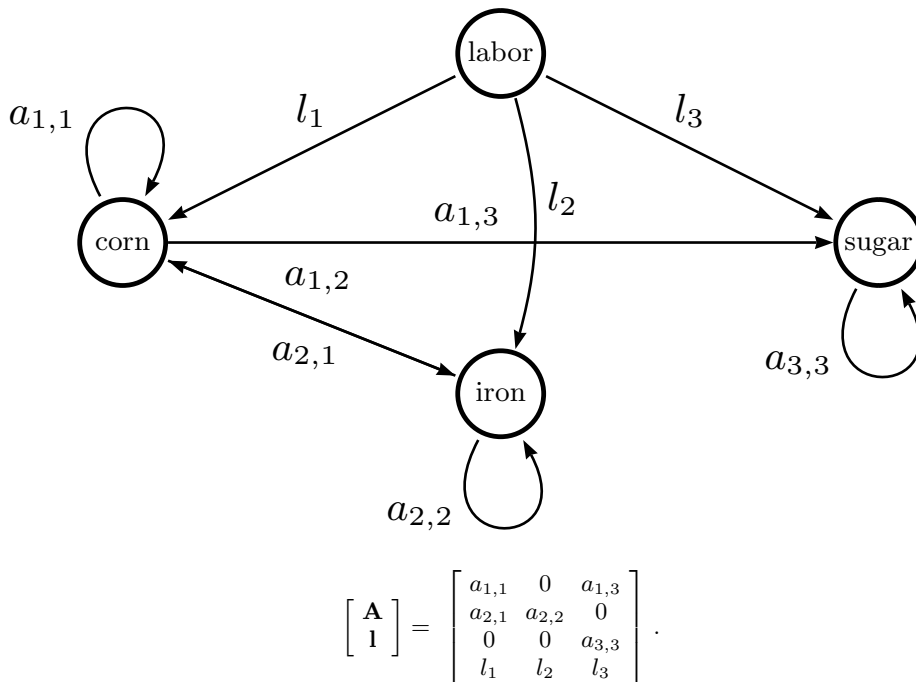 labor
a_{1,1}
l_1
l_3
corn
a_{1,3}
l_2
sugar
a_{1,2}
a_{2,1}
a_{3,3}
iron
a_{2,2}
[ A ] = [ a_{1,1} 0 a_{1,3} ]
[ l ] [ a_{2,1} a_{2,2} 0 ] .
0 0 a_{3,3}
l_1 l_2 l_3